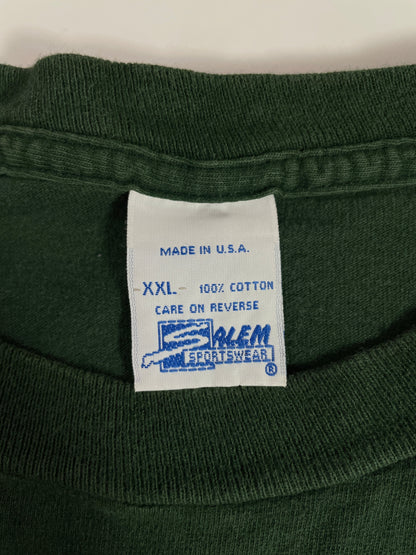 MADE IN U.S.A.
-XXL- 100% COTTON
CARE ON REVERSE
SALEM
SPORTSWEAR
®